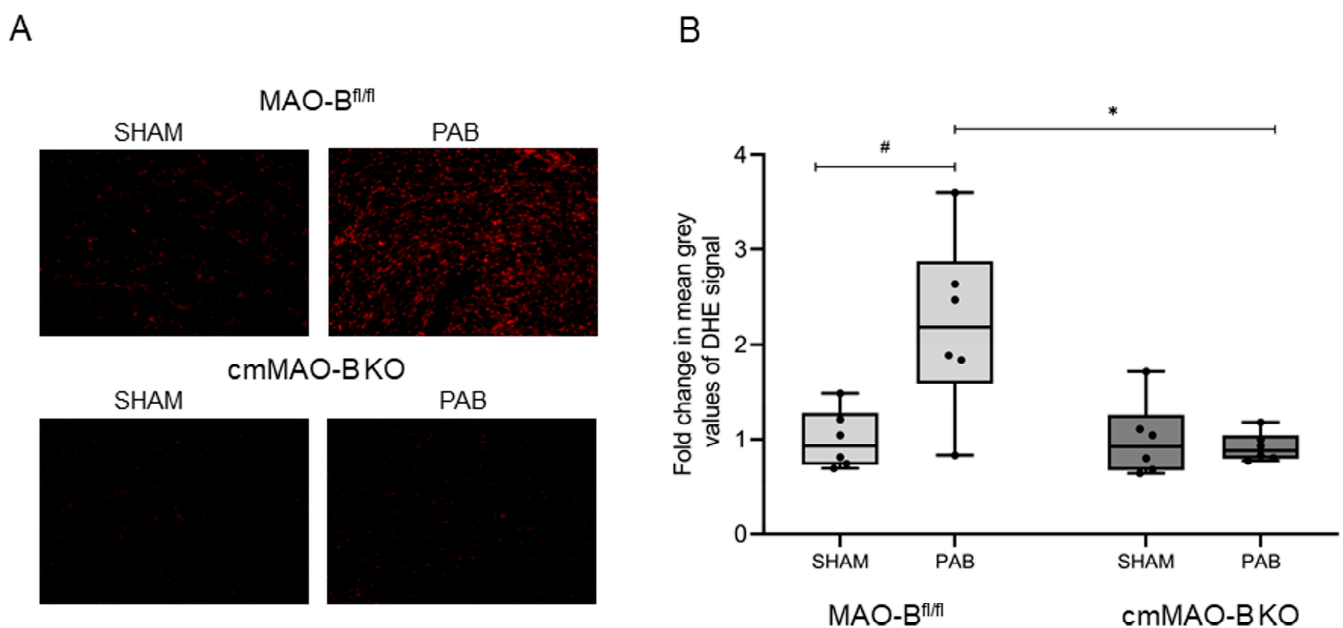 A
MAO-Bfl/fl
SHAM PAB
cmMAO-B KO
SHAM PAB
B
*
#
4
3
2
1
0
Fold change in mean grey
values of DHE signal
SHAM PAB SHAM PAB
MAO-Bfl/fl cmMAO-B KO